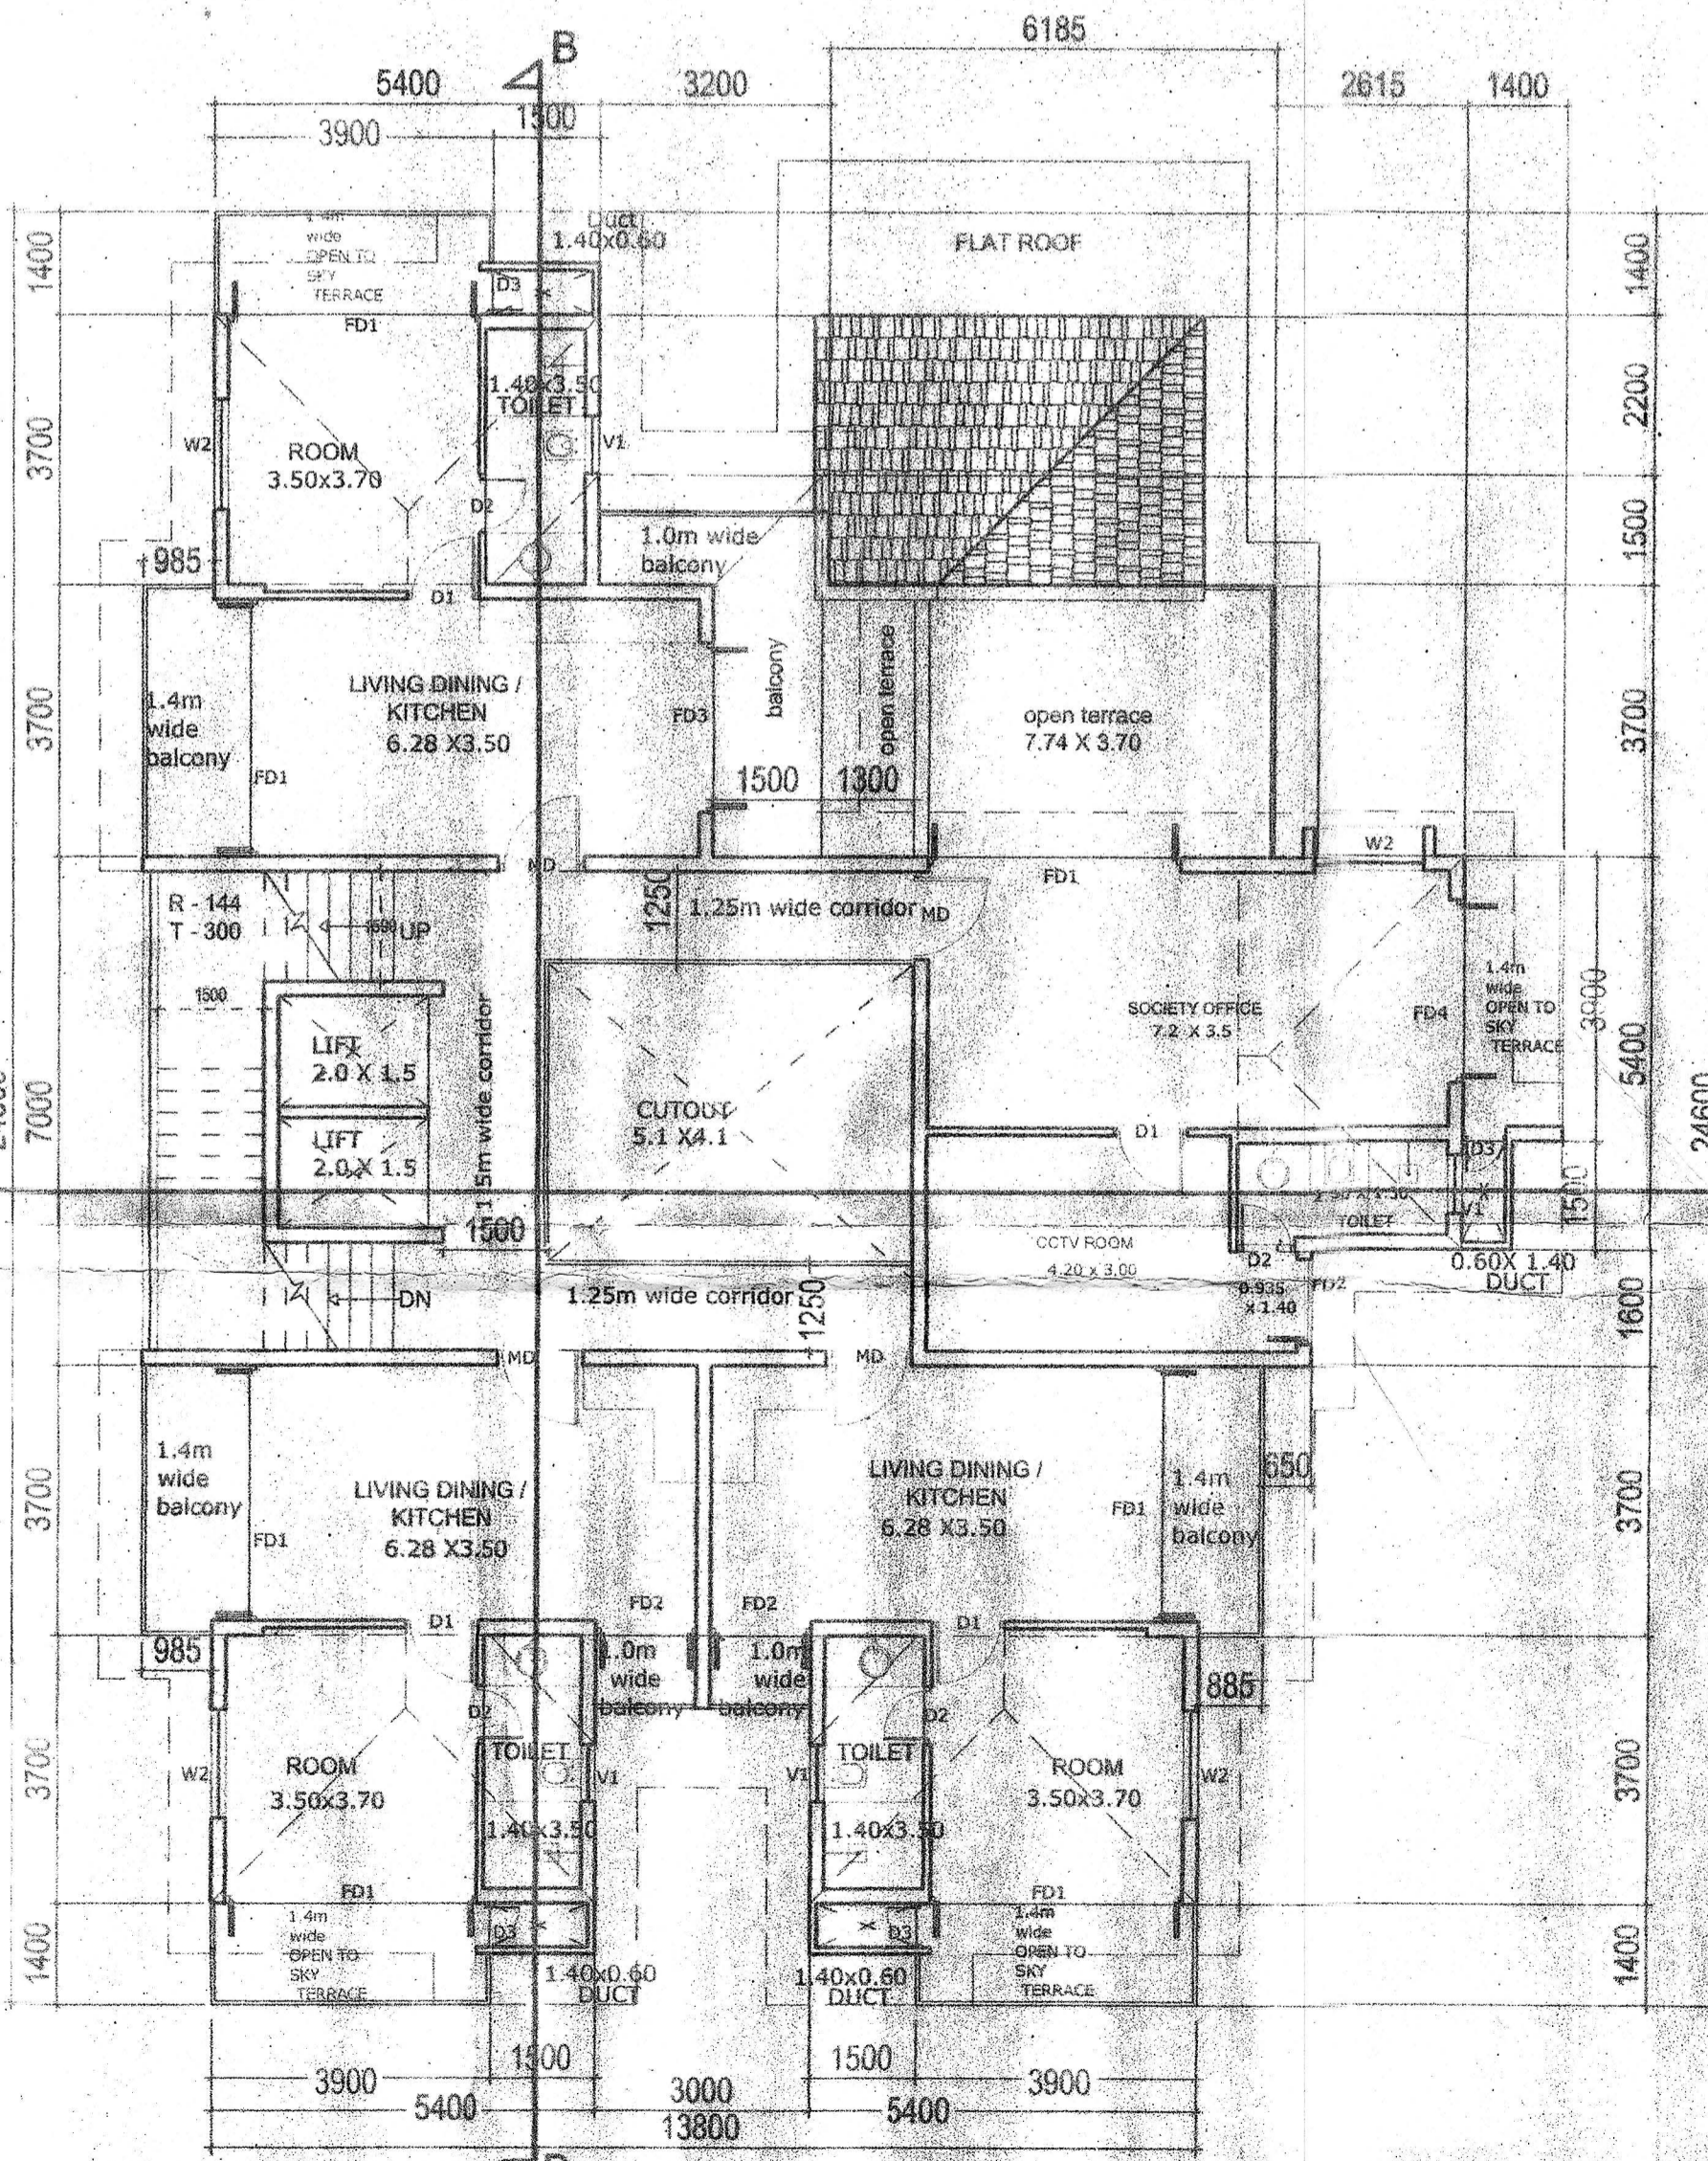 B
6185
5400
3200
2615
1400
1500
3900
1.4m
wide
OPEN TO
SKY
TERRACE
Duct
1.40x0.60
FLAT ROOF
1400
1400
D3
FD1
2200
1.40x3.50
TOILET
3700
W2
ROOM
3.50x3.70
V1
D2
1500
1.0m wide
balcony
985
D1
LIVING DINING /
KITCHEN
6.28 X3.50
1.4m
wide
balcony
3700
FD1
FD3
balcony
open terrace
open terrace
7.74 X 3.70
3700
1500
1300
MD
FD1
W2
R - 144
T - 300
UP
1250
1.25m wide corridor
MD
1500
1.4m
wide
OPEN TO
SKY
TERRACE
SOCIETY OFFICE
7.2 X 3.5
FD4
5400
LIFT
2.0 X 1.5
7000
CUTOUT
5.1 X4.1
24600
LIFT
2.0 X 1.5
D1
D3
1500
V1
TOILET
1500
CCTV ROOM
4.20 x 3.00
D2
0.60X 1.40
DUCT
0.935
x 1.40
FD2
DN
1.25m wide corridor
1250
1600
MD
MD
1.4m
wide
balcony
3700
LIVING DINING /
KITCHEN
6.28 X3.50
FD1
LIVING DINING /
KITCHEN
6.28 X3.50
FD1
1.4m
wide
balcony
650
3700
D1
FD2
FD2
D1
985
1.0m
wide
balcony
1.0m
wide
balcony
885
D2
D2
3700
W2
ROOM
3.50x3.70
TOILET
1.40x3.50
V1
V1
TOILET
1.40x3.50
ROOM
3.50x3.70
W2
3700
FD1
FD1
1.4m
wide
OPEN TO
SKY
TERRACE
D3
D3
1.4m
wide
OPEN TO
SKY
TERRACE
1400
1400
1.40x0.60
DUCT
1.40x0.60
DUCT
1500
1500
3900
3000
3900
5400
5400
13800